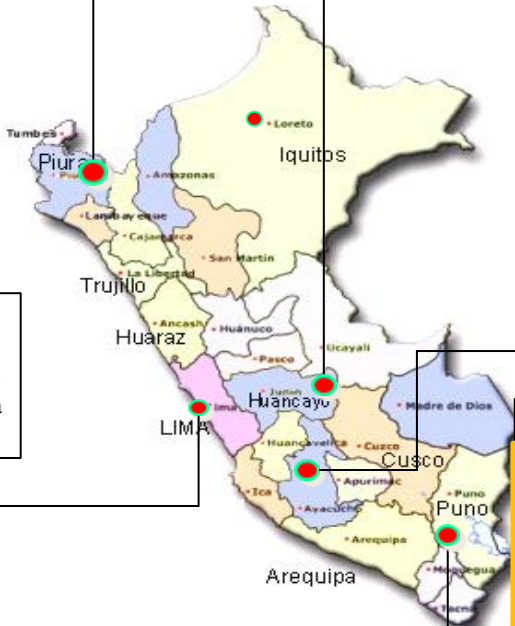 Loreto
Iquitos
Tumbes
Piura
Amazonas
Lambayeque
Cajamarca
San Martin
La Libertad
Trujillo
Ancash
Huánuco
Huaraz
Ucayali
Pasco
Junín
Huancayo
Lima
LIMA
Madre de Dios
Huancavelica
Cuzco
Cusco
Apurimac
Ica
Ayacucho
Puno
Puno
Arequipa
Arequipa
Moquegua
Tacna